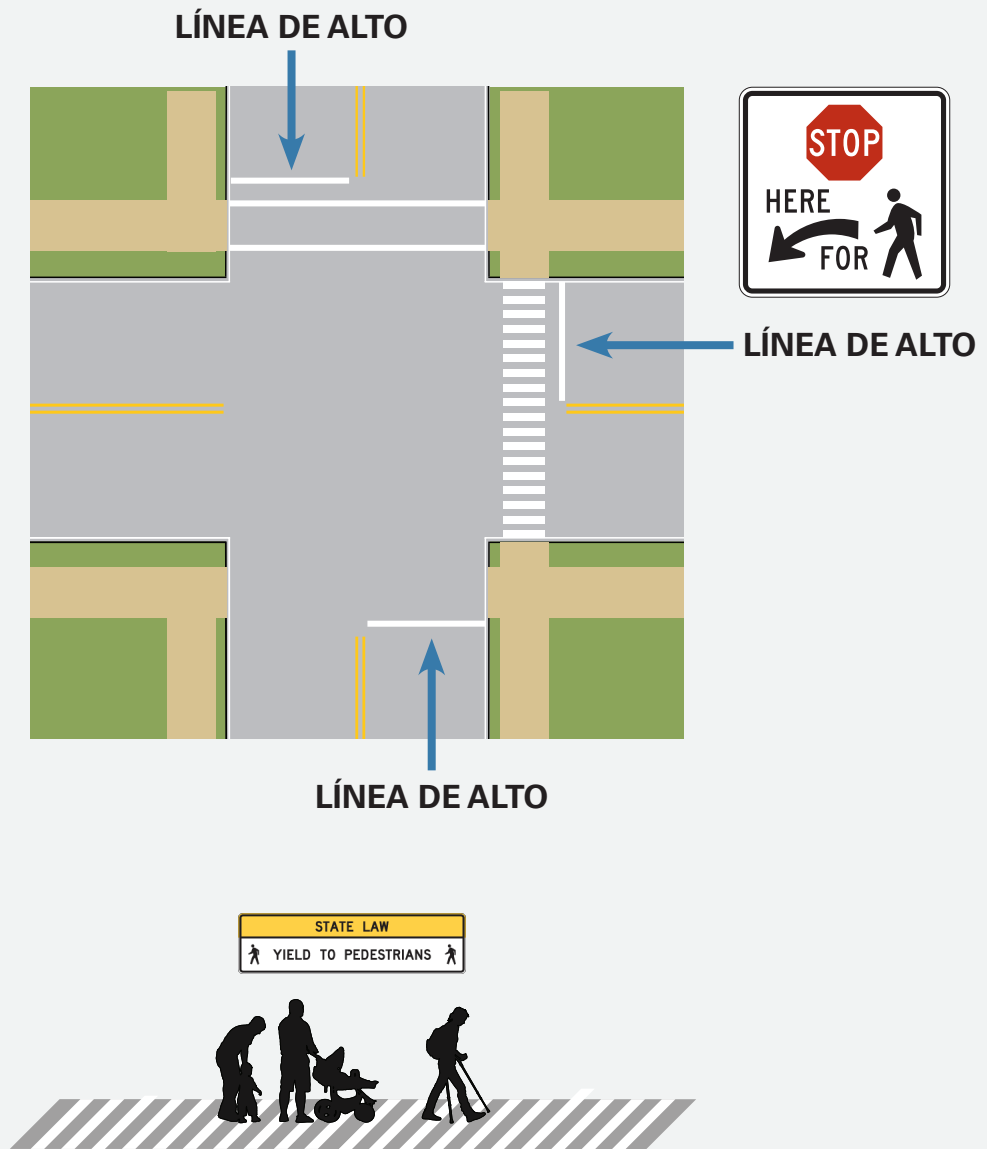 LÍNEA DE ALTO
STOP
HERE
FOR
LÍNEA DE ALTO
LÍNEA DE ALTO
STATE LAW
YIELD TO PEDESTRIANS